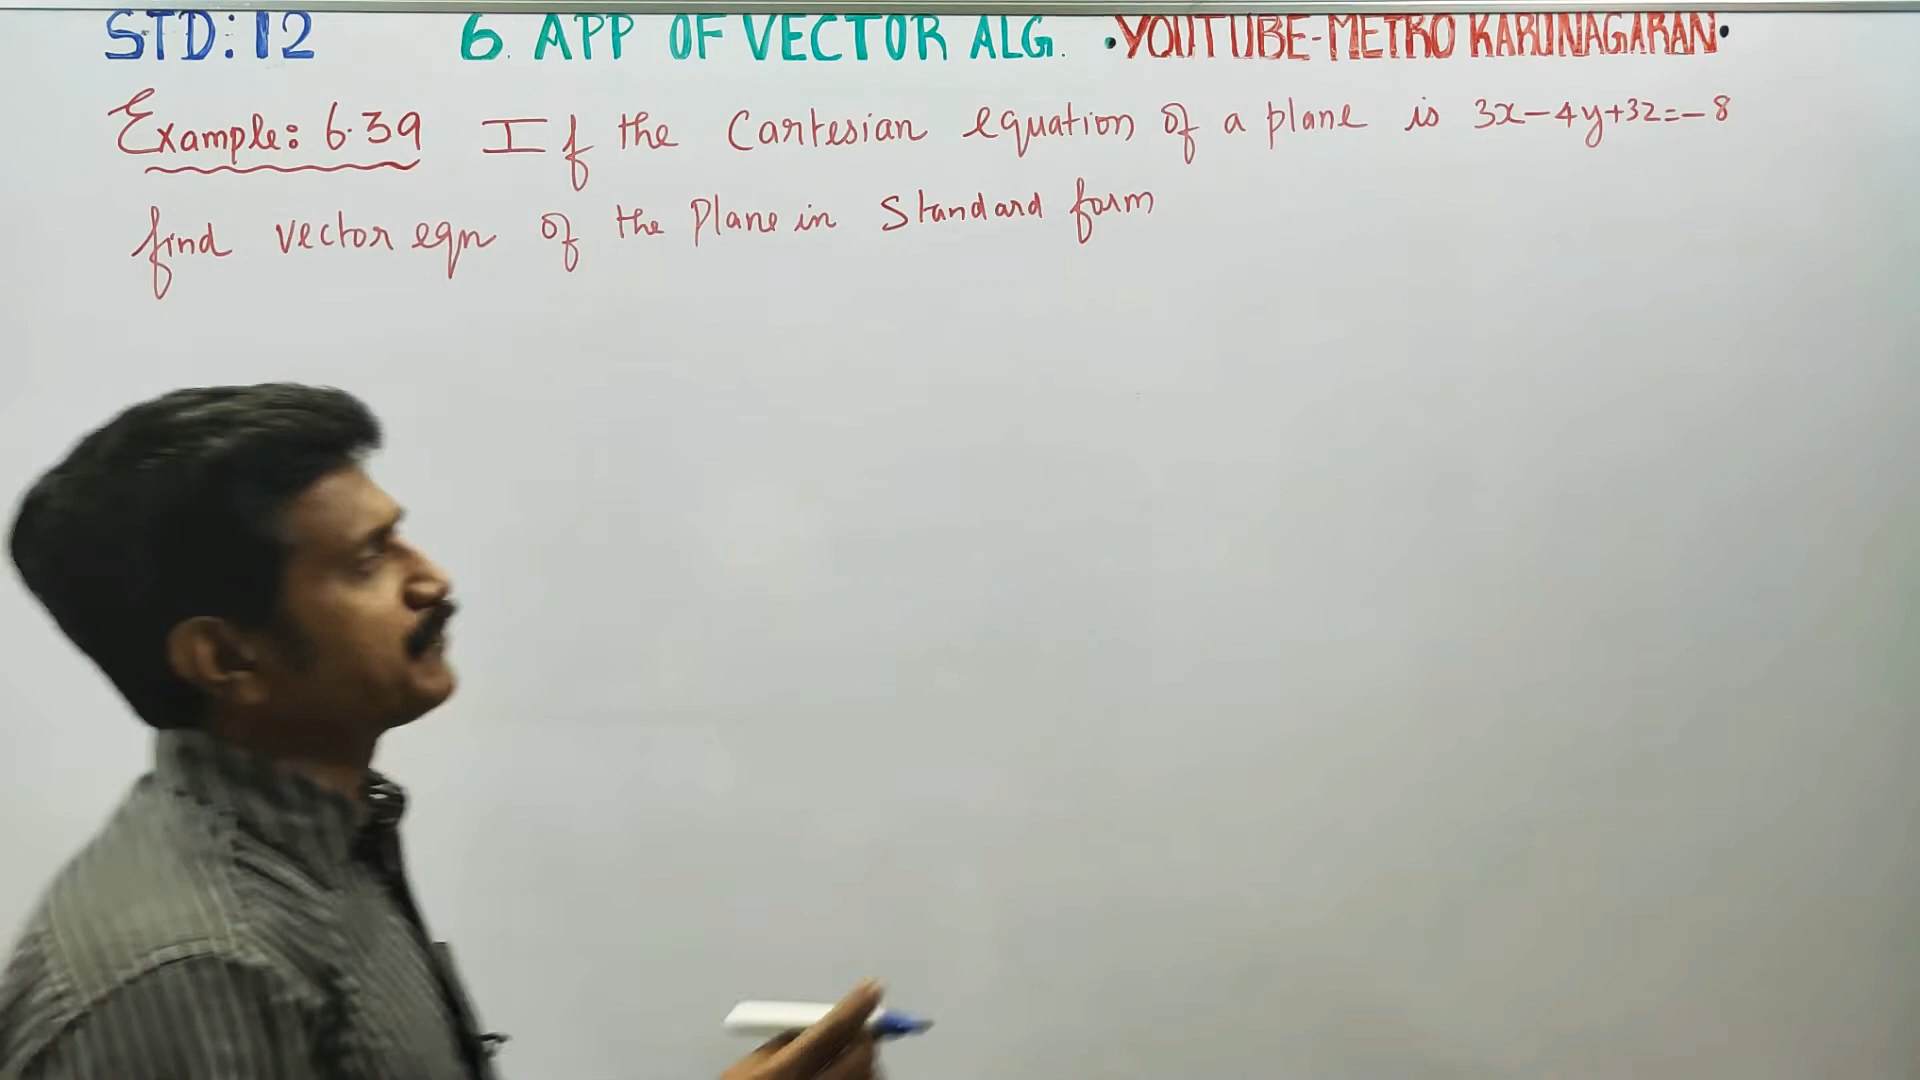 STD: 12 6. APP OF VECTOR ALG. •YOUTUBE-METRO KARUNAGARAN•
Example: 6.39 If the Cartesian equation of a plane is 3x-4y+3z=-8
find vector eqn of the Plane in Standard form